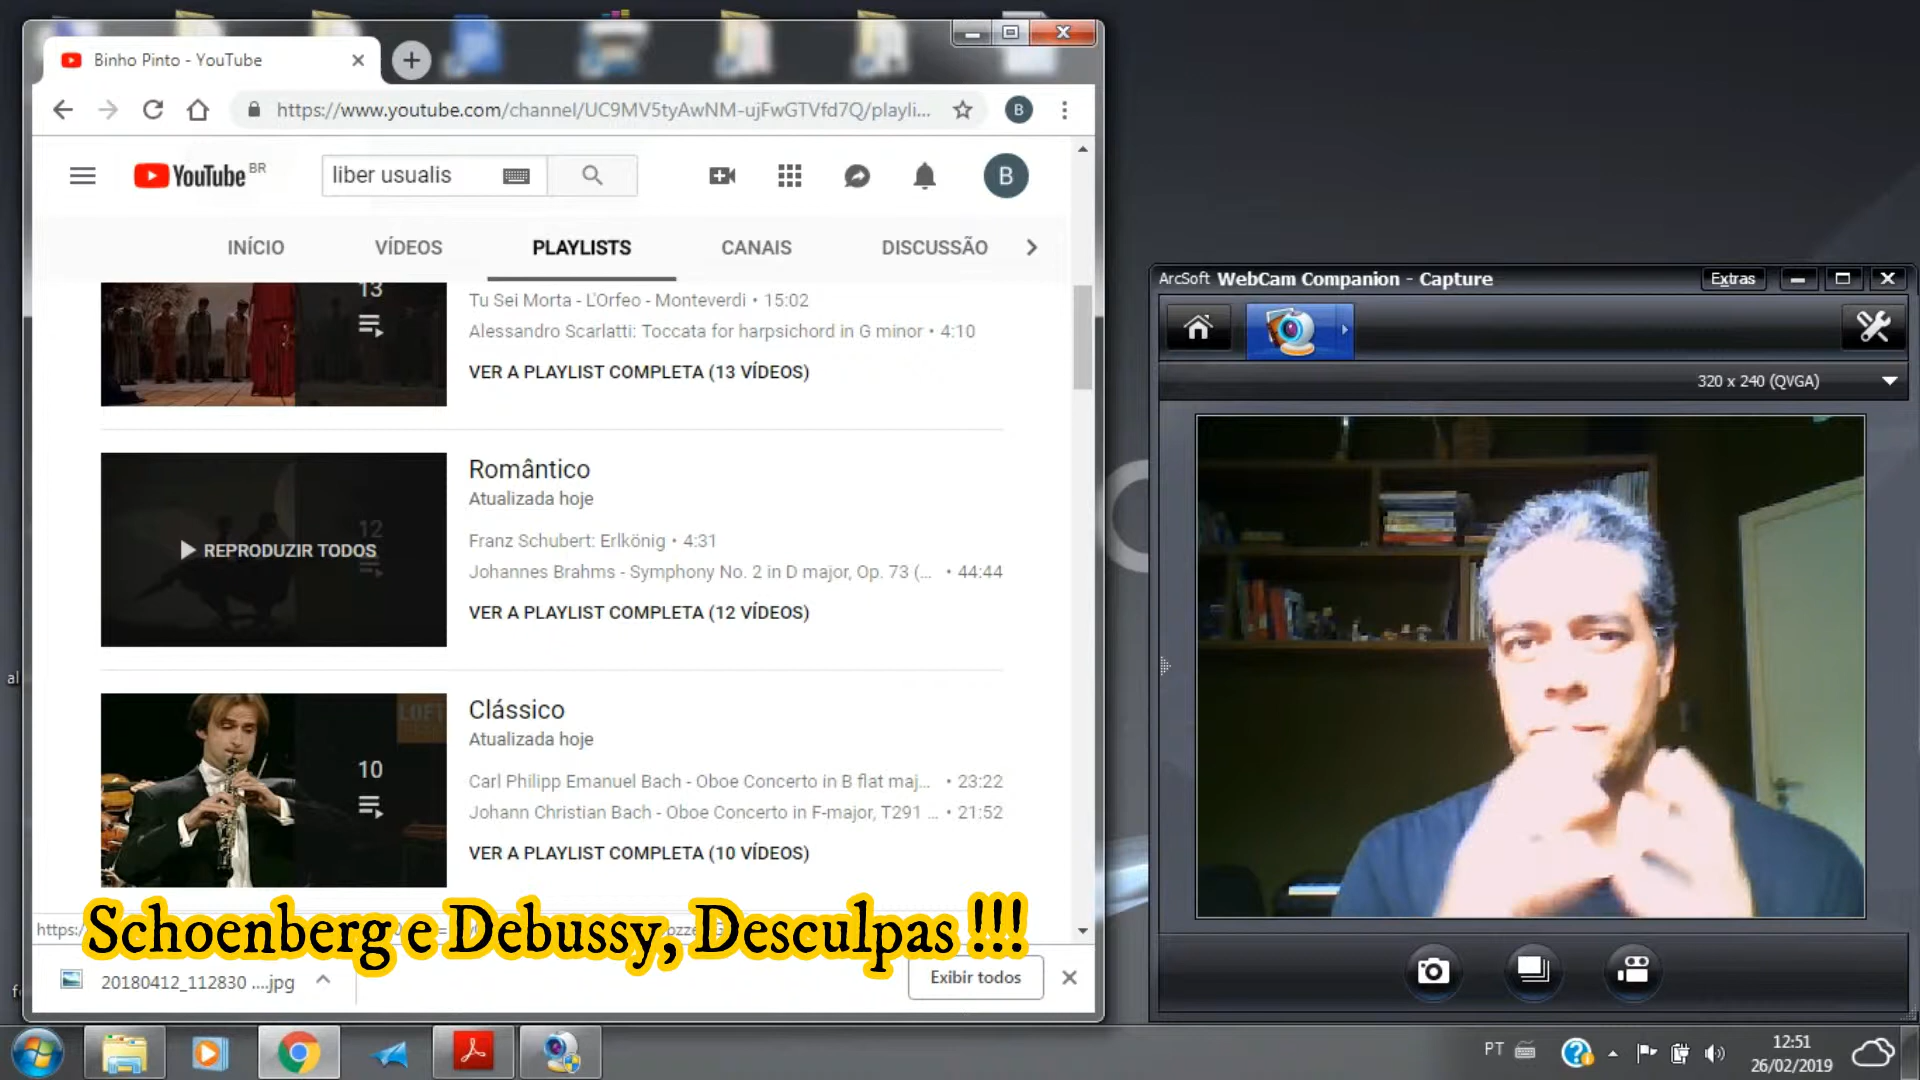 Binho Pinto - YouTube
https://www.youtube.com/channel/UC9MV5tyAwNM-ujFwGTVfd7Q/playli...
B
YouTube BR
liber usualis
B
INÍCIO
VÍDEOS
PLAYLISTS
CANAIS
DISCUSSÃO
13
Tu Sei Morta - L'Orfeo - Monteverdi • 15:02
Alessandro Scarlatti: Toccata for harpsichord in G minor • 4:10
VER A PLAYLIST COMPLETA (13 VÍDEOS)
12
REPRODUZIR TODOS
Romântico
Atualizada hoje
Franz Schubert: Erlkönig • 4:31
Johannes Brahms - Symphony No. 2 in D major, Op. 73 (... • 44:44
VER A PLAYLIST COMPLETA (12 VÍDEOS)
LOFT
10
Clássico
Atualizada hoje
Carl Philipp Emanuel Bach - Oboe Concerto in B flat maj... • 23:22
Johann Christian Bach - Oboe Concerto in F-major, T291 ... • 21:52
VER A PLAYLIST COMPLETA (10 VÍDEOS)
https:/
Schoenberg e Debussy, Desculpas !!!
20180412_112830 ....jpg
Exibir todos
ArcSoft WebCam Companion - Capture
Extras
320 x 240 (QVGA)
al
PT
12:51
26/02/2019